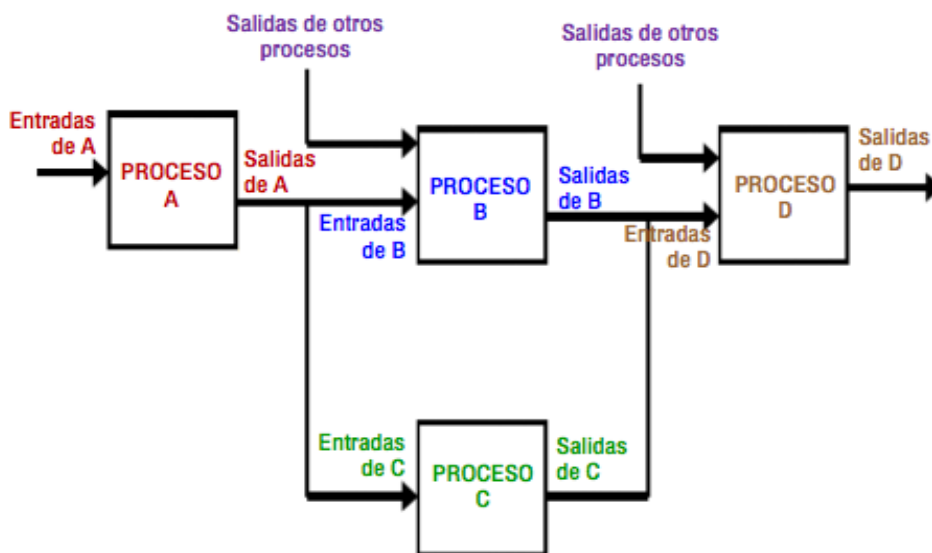 Salidas de otros
procesos
Salidas de otros
procesos
Entradas
de A
PROCESO
A
Salidas
de A
Entradas
de B
PROCESO
B
Salidas
de B
Entradas
de D
PROCESO
D
Salidas
de D
Entradas
de C
PROCESO
C
Salidas
de C